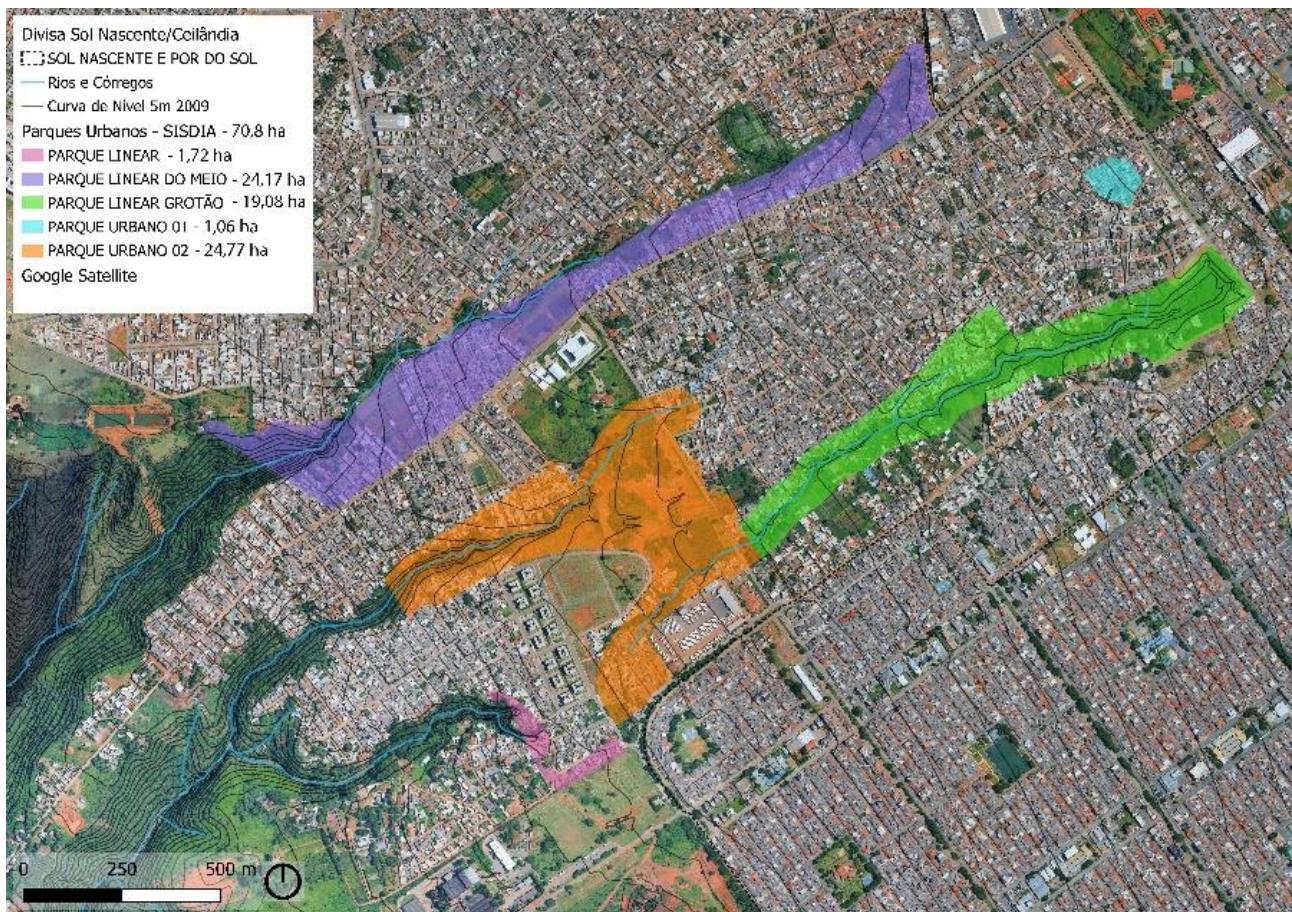 Divisa Sol Nascente/Ceilândia
SOL NASCENTE E POR DO SOL
Rios e Córregos
Curva de Nível 5m 2009
Parques Urbanos - SISDIA - 70,8 ha
PARQUE LINEAR - 1,72 ha
PARQUE LINEAR DO MEIO - 24,17 ha
PARQUE LINEAR GROTÃO - 19,08 ha
PARQUE URBANO 01 - 1,06 ha
PARQUE URBANO 02 - 24,77 ha
Google Satellite
0 250 500 m